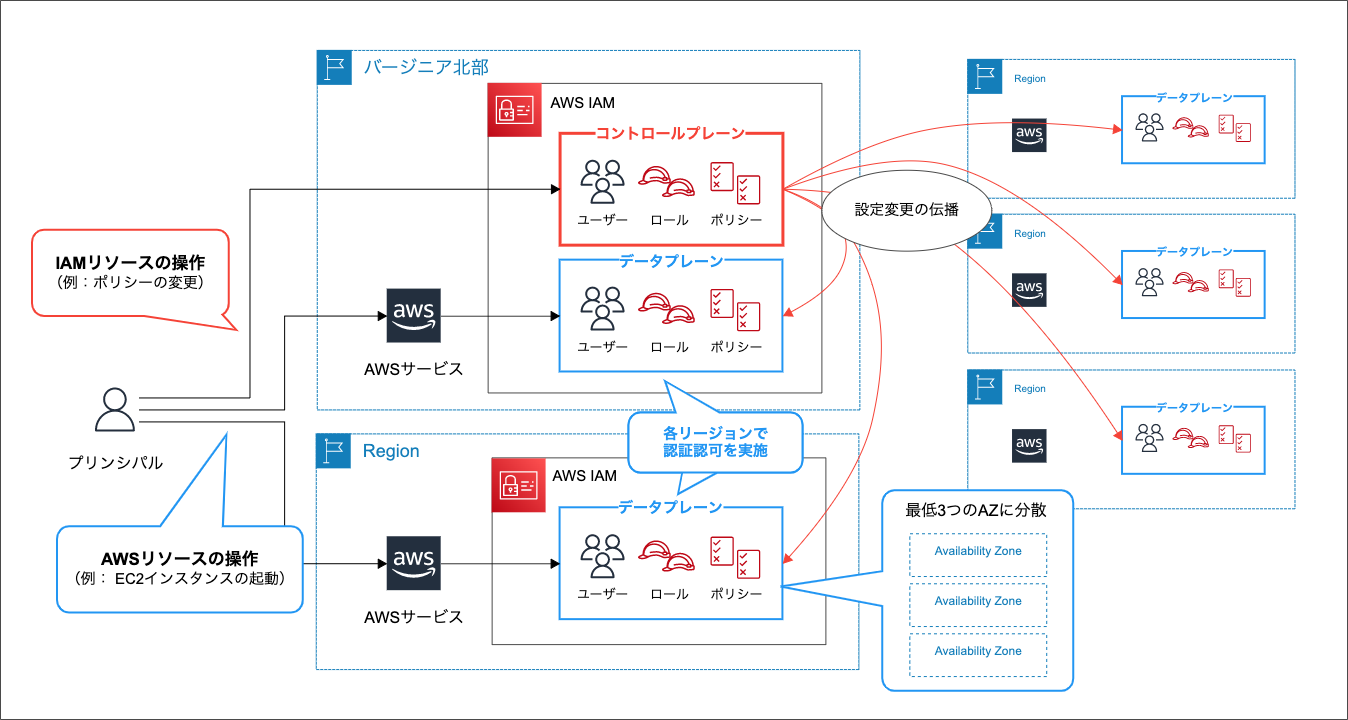 バージニア北部
AWS IAM
コントロールプレーン
ユーザー
ロール
ポリシー
データプレーン
ユーザー
ロール
ポリシー
aws
AWSサービス
IAMリソースの操作
(例：ポリシーの変更)
プリンシパル
AWSリソースの操作
(例： EC2インスタンスの起動)
各リージョンで
認証認可を実施
Region
AWS IAM
データプレーン
ユーザー
ロール
ポリシー
aws
AWSサービス
設定変更の伝播
Region
aws
データプレーン
Region
aws
データプレーン
Region
aws
データプレーン
最低3つのAZに分散
Availability Zone
Availability Zone
Availability Zone